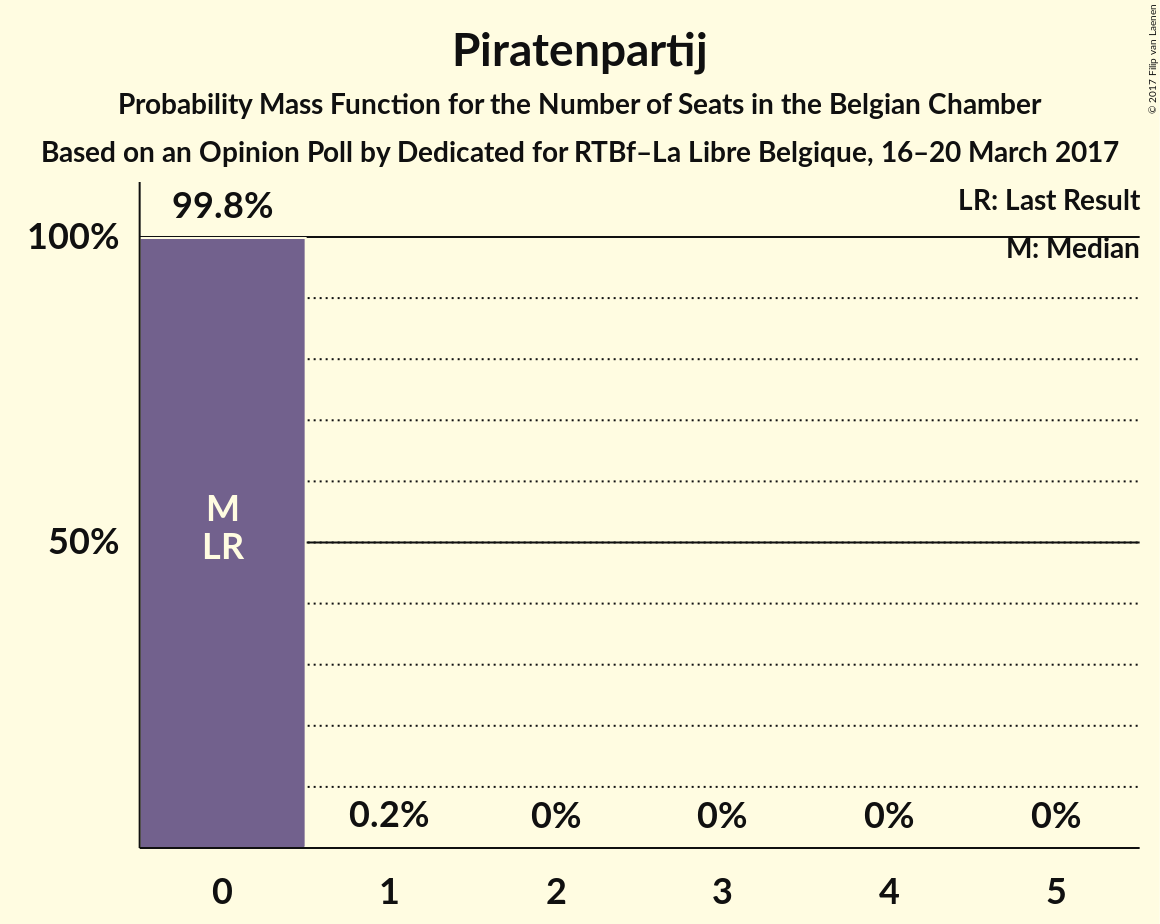 Piratenpartij
Probability Mass Function for the Number of Seats in the Belgian Chamber
Based on an Opinion Poll by Dedicated for RTBf–La Libre Belgique, 16–20 March 2017
© 2017 Filip van Laenen
LR: Last Result
M: Median
99.8%
100%
M
LR
50%
0.2%
0%
0%
0%
0%
0
1
2
3
4
5